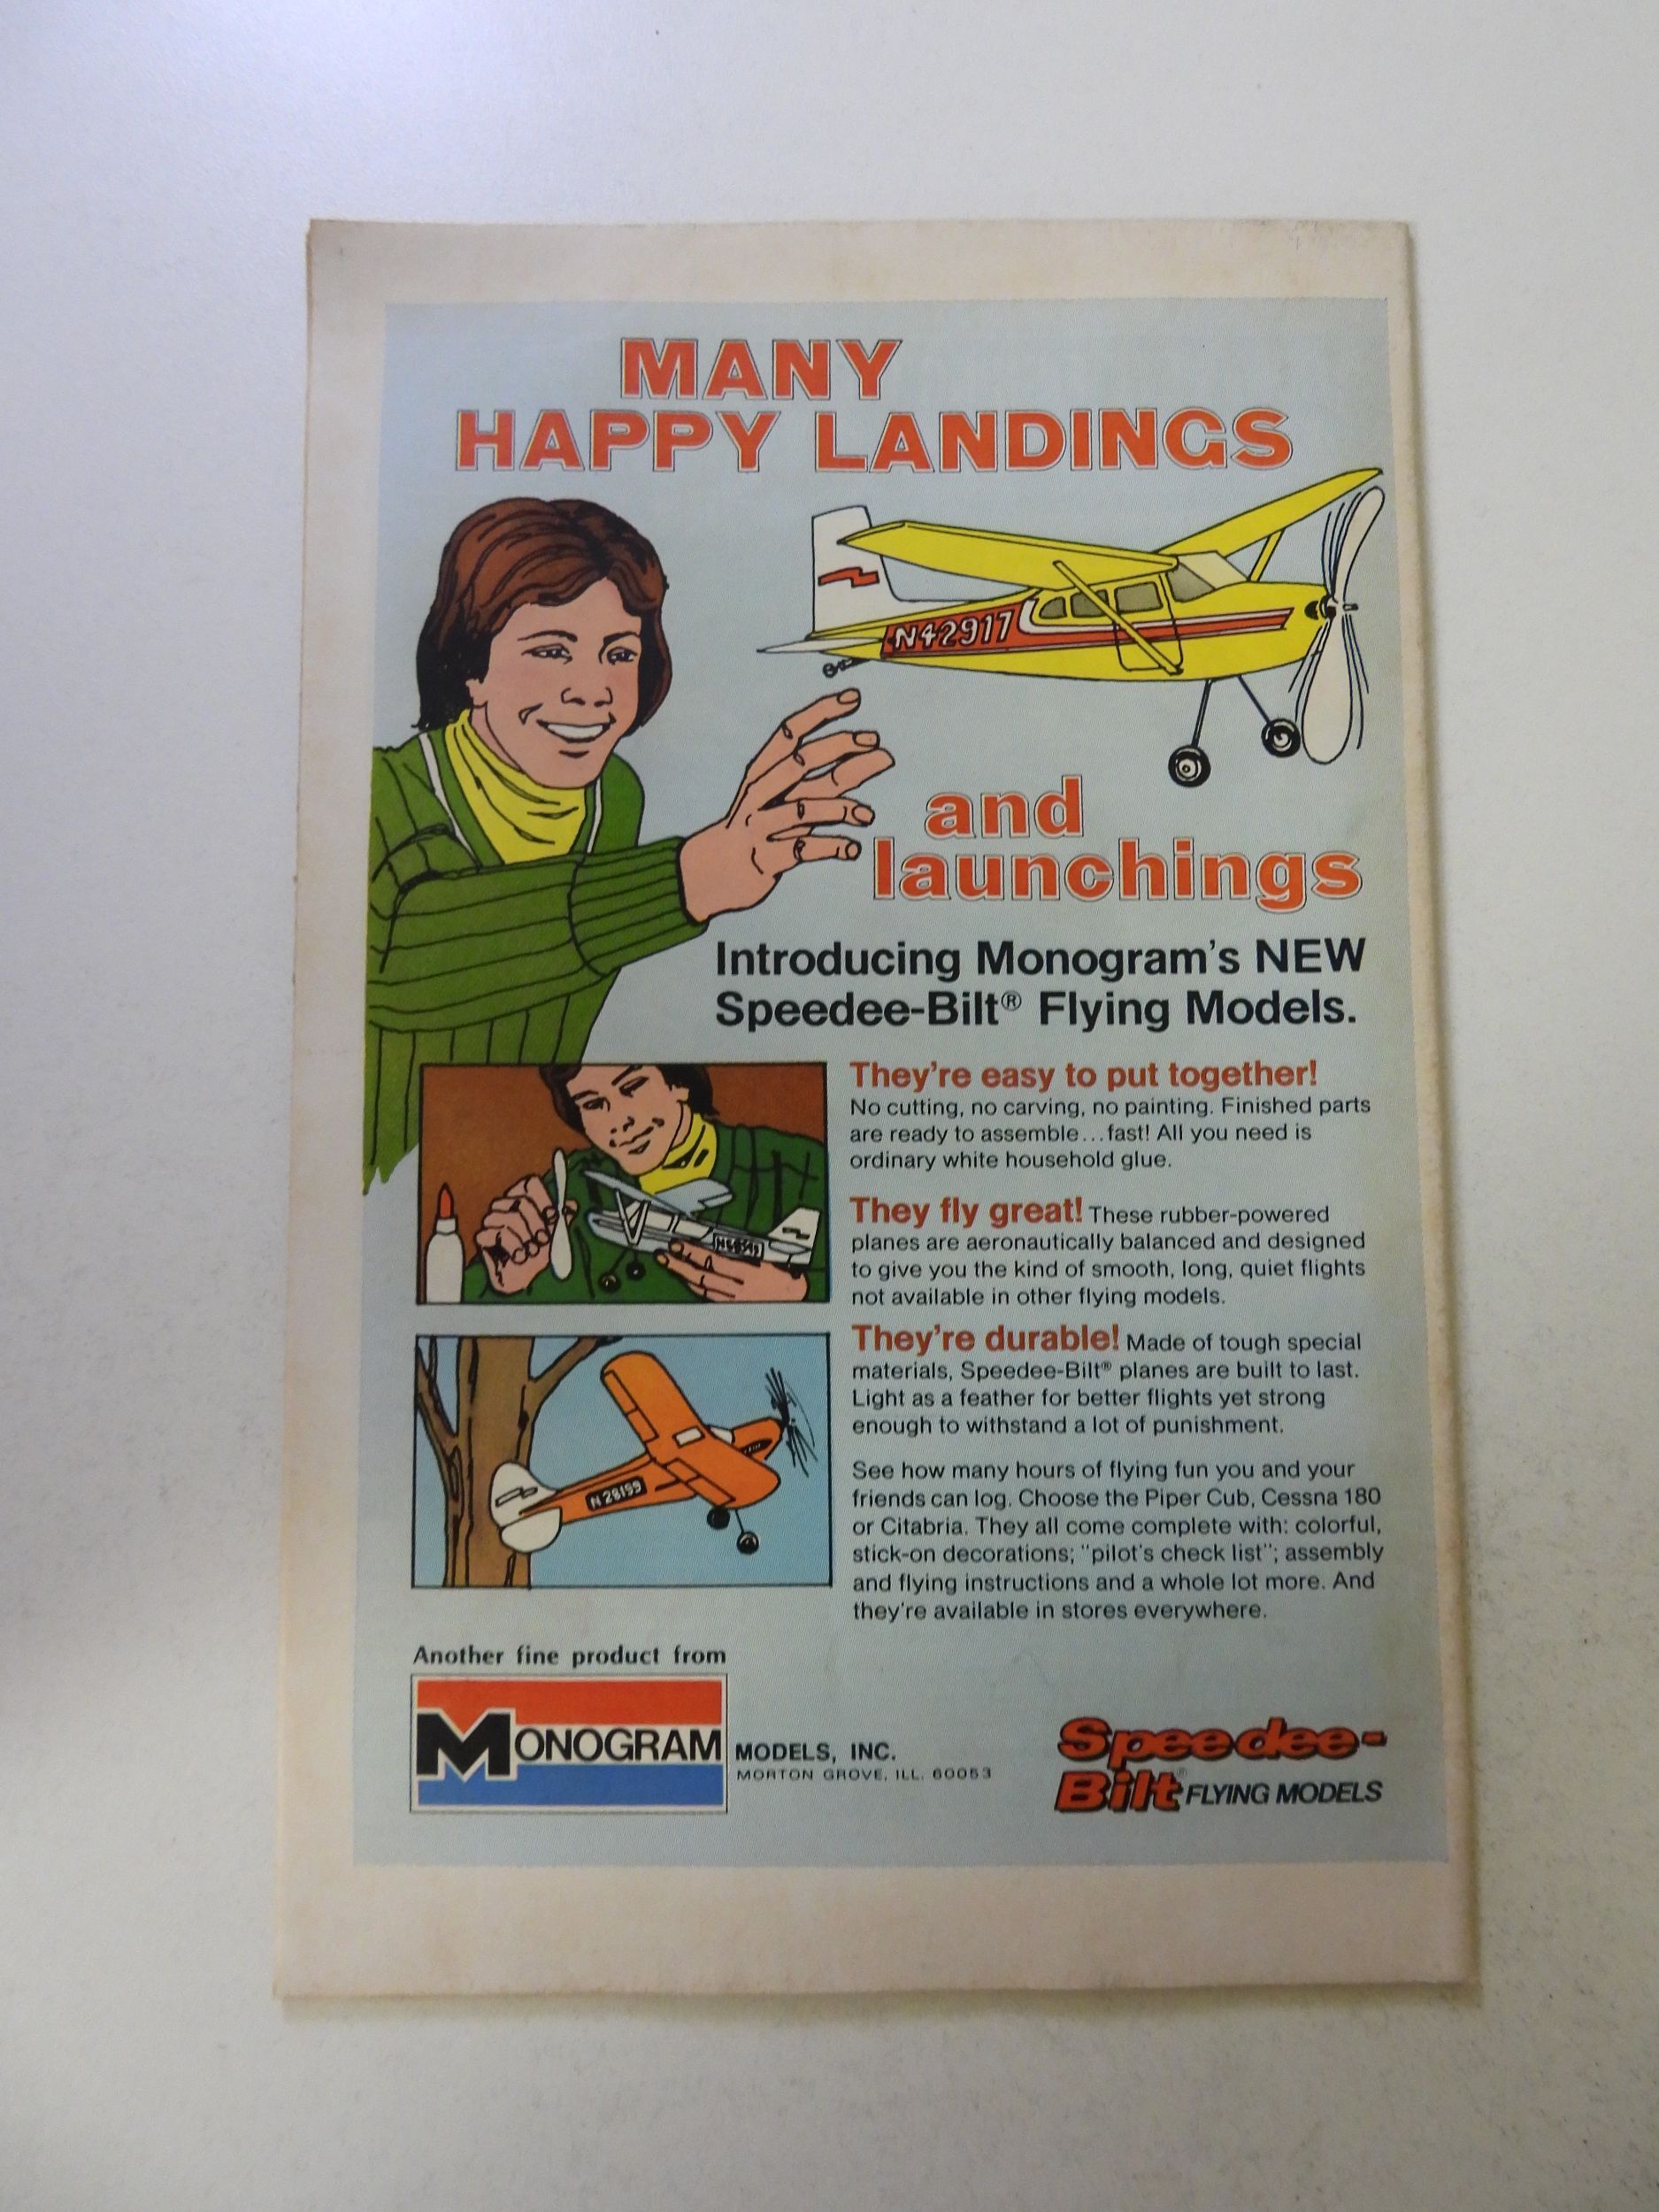 MANY
HAPPY LANDINGS
N42917
and
launchings
Introducing Monogram's NEW
Speedee-Bilt® Flying Models.
They're easy to put together!
No cutting, no carving, no painting. Finished parts
are ready to assemble...fast! All you need is
ordinary white household glue.
They fly great! These rubber-powered
planes are aeronautically balanced and designed
to give you the kind of smooth, long, quiet flights
not available in other flying models.
They're durable! Made of tough special
materials, Speedee-Bilt® planes are built to last.
Light as a feather for better flights yet strong
enough to withstand a lot of punishment.
N28199
See how many hours of flying fun you and your
friends can log. Choose the Piper Cub, Cessna 180
or Citabria. They all come complete with: colorful,
stick-on decorations; "pilot's check list"; assembly
and flying instructions and a whole lot more. And
they're available in stores everywhere.
Another fine product from
MONOGRAM MODELS, INC.
MORTON GROVE, ILL. 60053
Speedee-
Bilt® FLYING MODELS